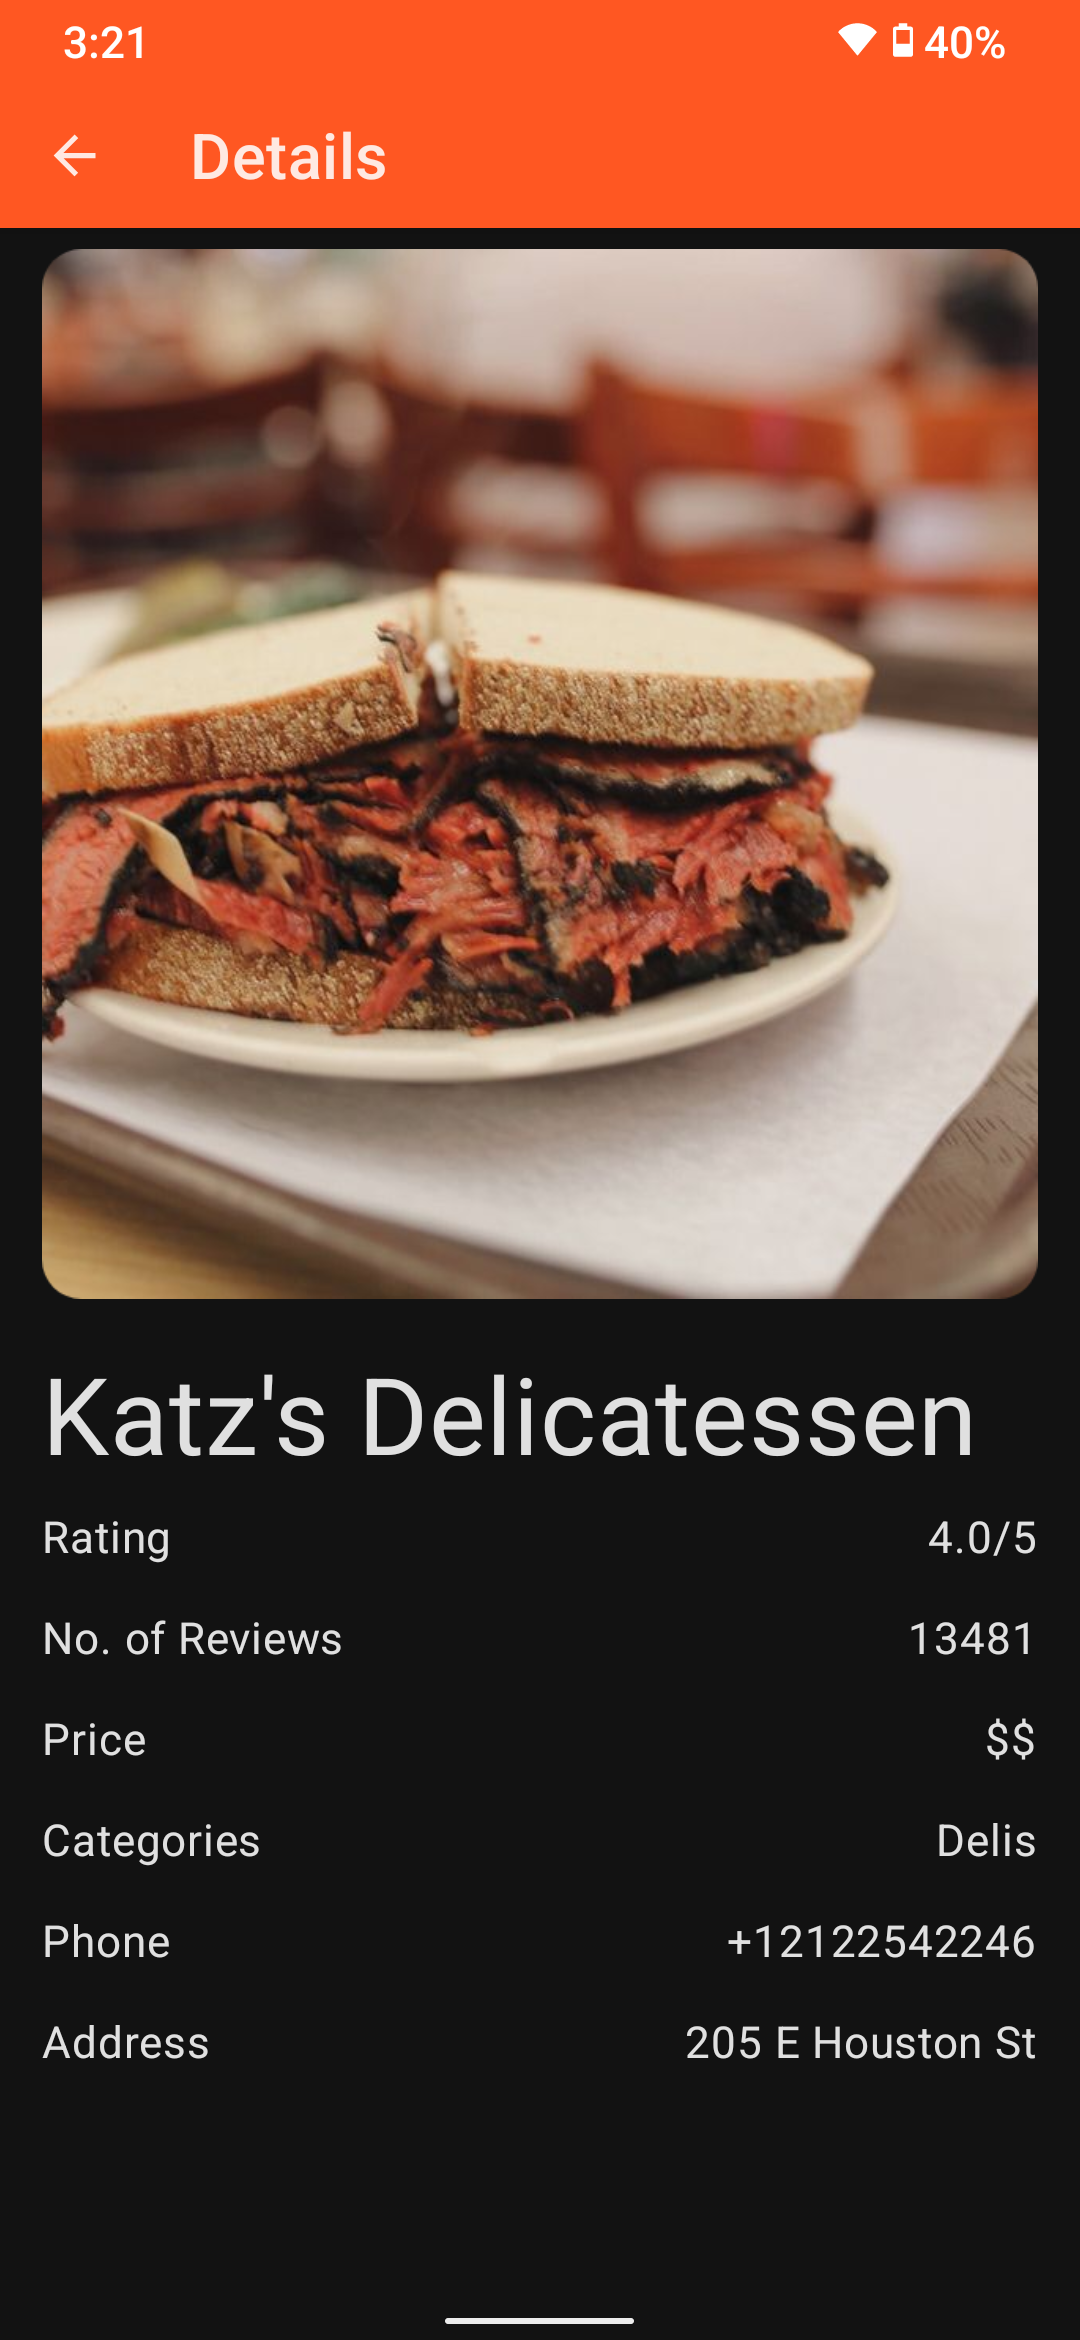 3:21
40%
Details
Katz's Delicatessen
Rating 4.0/5
No. of Reviews 13481
Price $$
Categories Delis
Phone +12122542246
Address 205 E Houston St